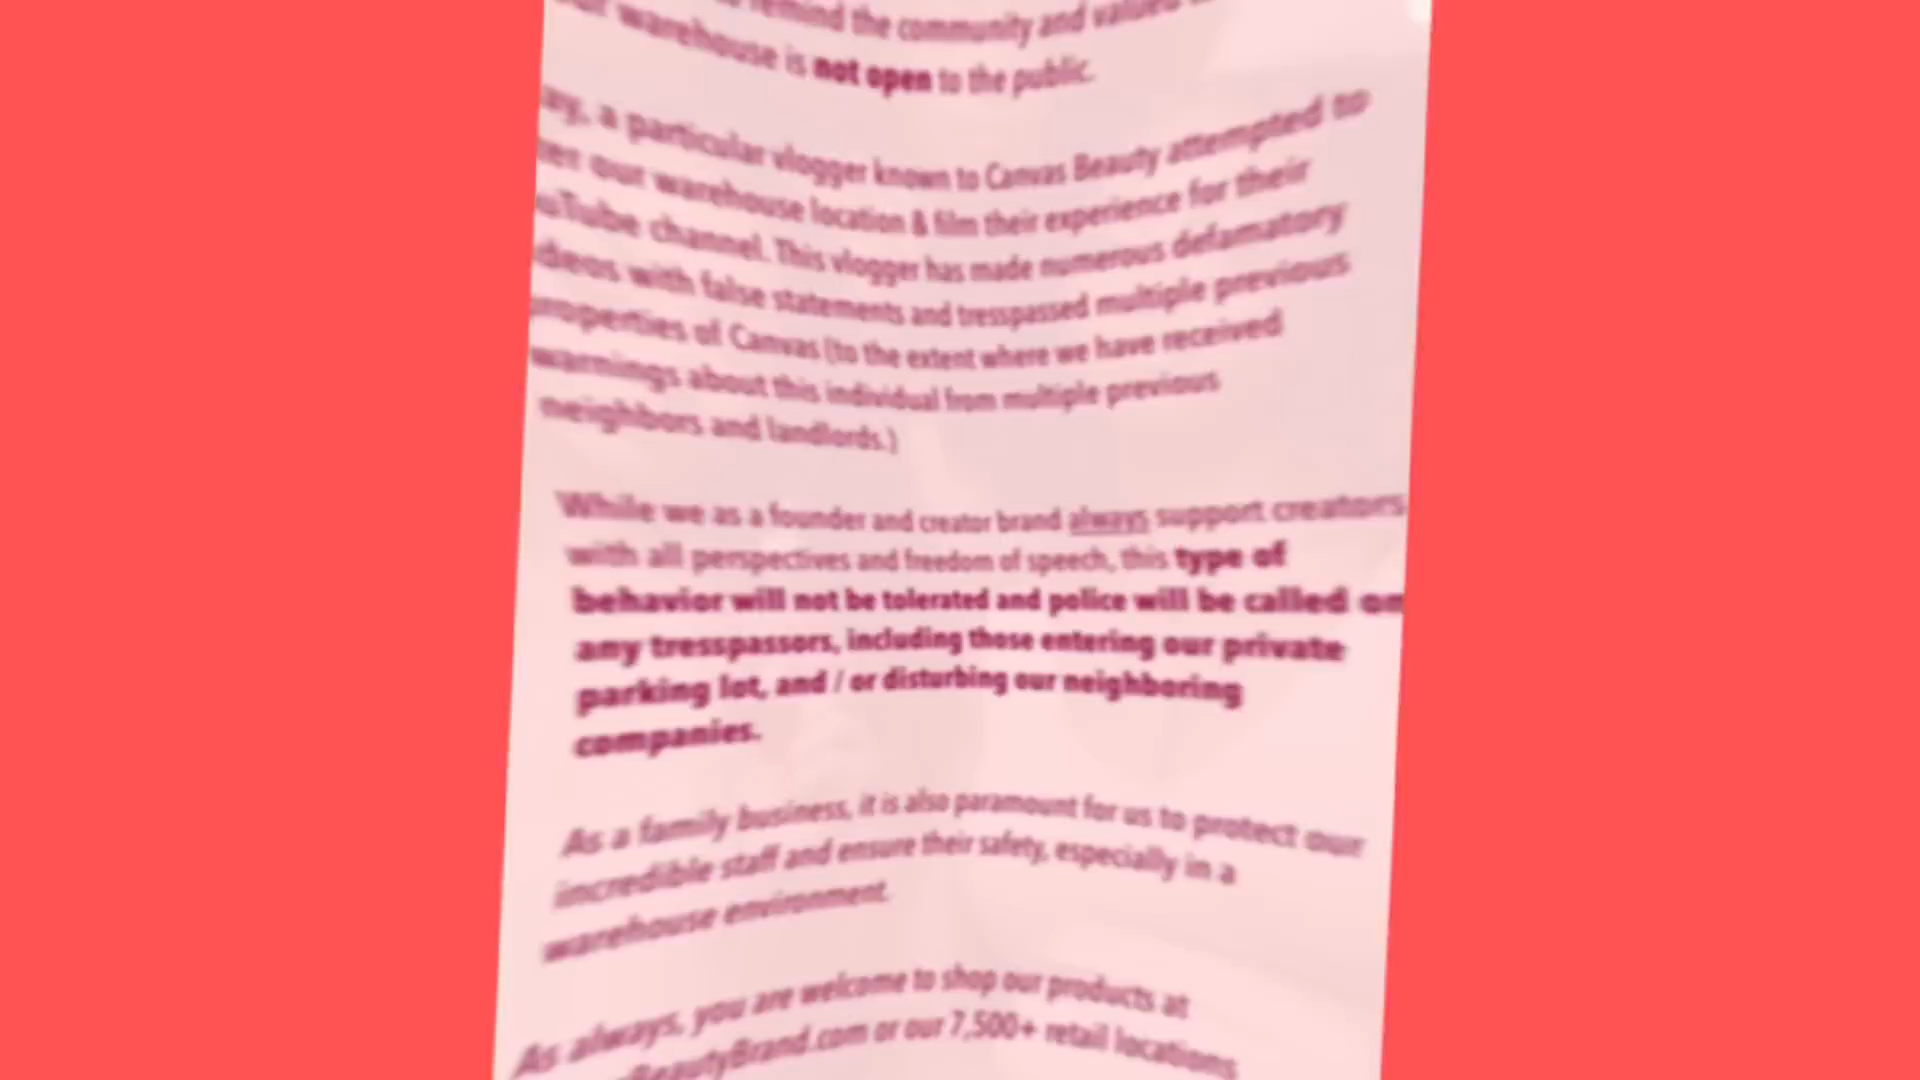 remind the community and valued
warehouse is not open to the public.
ay, a particular vlogger known to Canvas Beauty attempted to
ter our warehouse location & film their experience for their
uTube channel. This vlogger has made numerous defamatory
ideos with false statements and tresspassed multiple previous
properties of Canvas (to the extent where we have received
warnings about this individual from multiple previous
neighbors and landlords.)
While we as a founder and creator brand always support creators
with all perspectives and freedom of speech, this type of
behavior will not be tolerated and police will be called on
any tresspassors, including those entering our private
parking lot, and / or disturbing our neighboring
companies.
As a family business, it is also paramount for us to protect our
incredible staff and ensure their safety, especially in a
warehouse environment.
As always, you are welcome to shop our products at
BeautyBrand.com or our 7,500+ retail locations